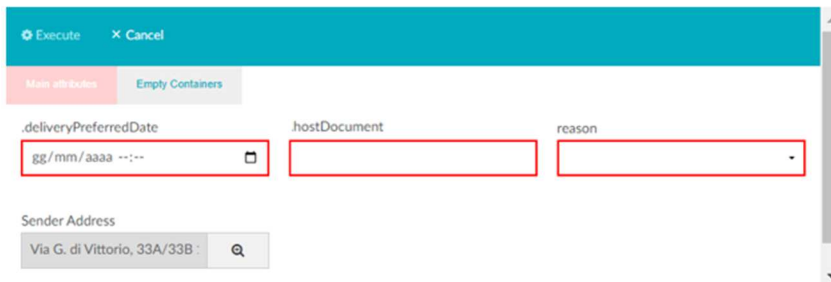 Execute × Cancel
Main attributes Empty Containers
.deliveryPreferredDate .hostDocument reason
gg/mm/aaaa --:--
Sender Address
Via G. di Vittorio, 33A/33B